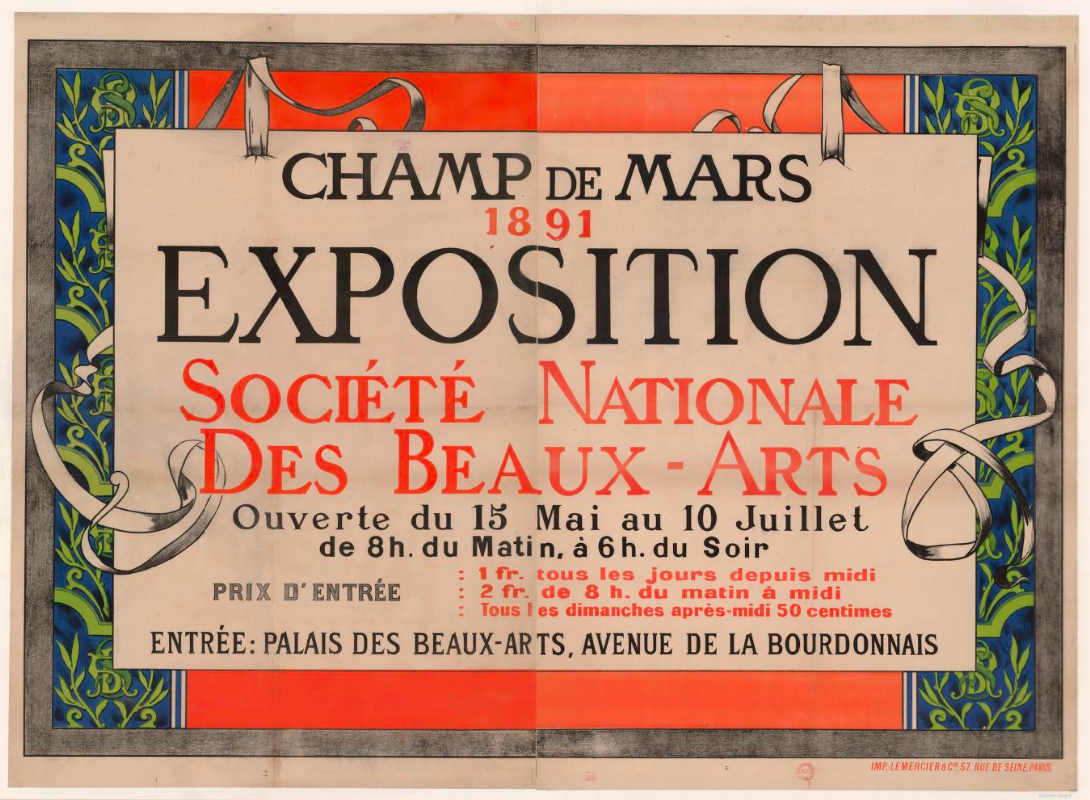 CHAMP DE MARS
1891
EXPOSITION
SOCIÉTÉ NATIONALE
DES BEAUX-ARTS
Ouverte du 15 Mai au 10 Juillet
de 8h. du Matin, à 6h. du Soir
PRIX D'ENTRÉE
: 1 fr. tous les jours depuis midi
: 2 fr. de 8 h. du matin à midi
: Tous les dimanches après-midi 50 centimes
ENTRÉE: PALAIS DES BEAUX-ARTS, AVENUE DE LA BOURDONNAIS
IMP. LEMERCIER & Cie 57, RUE DE SEINE, PARIS